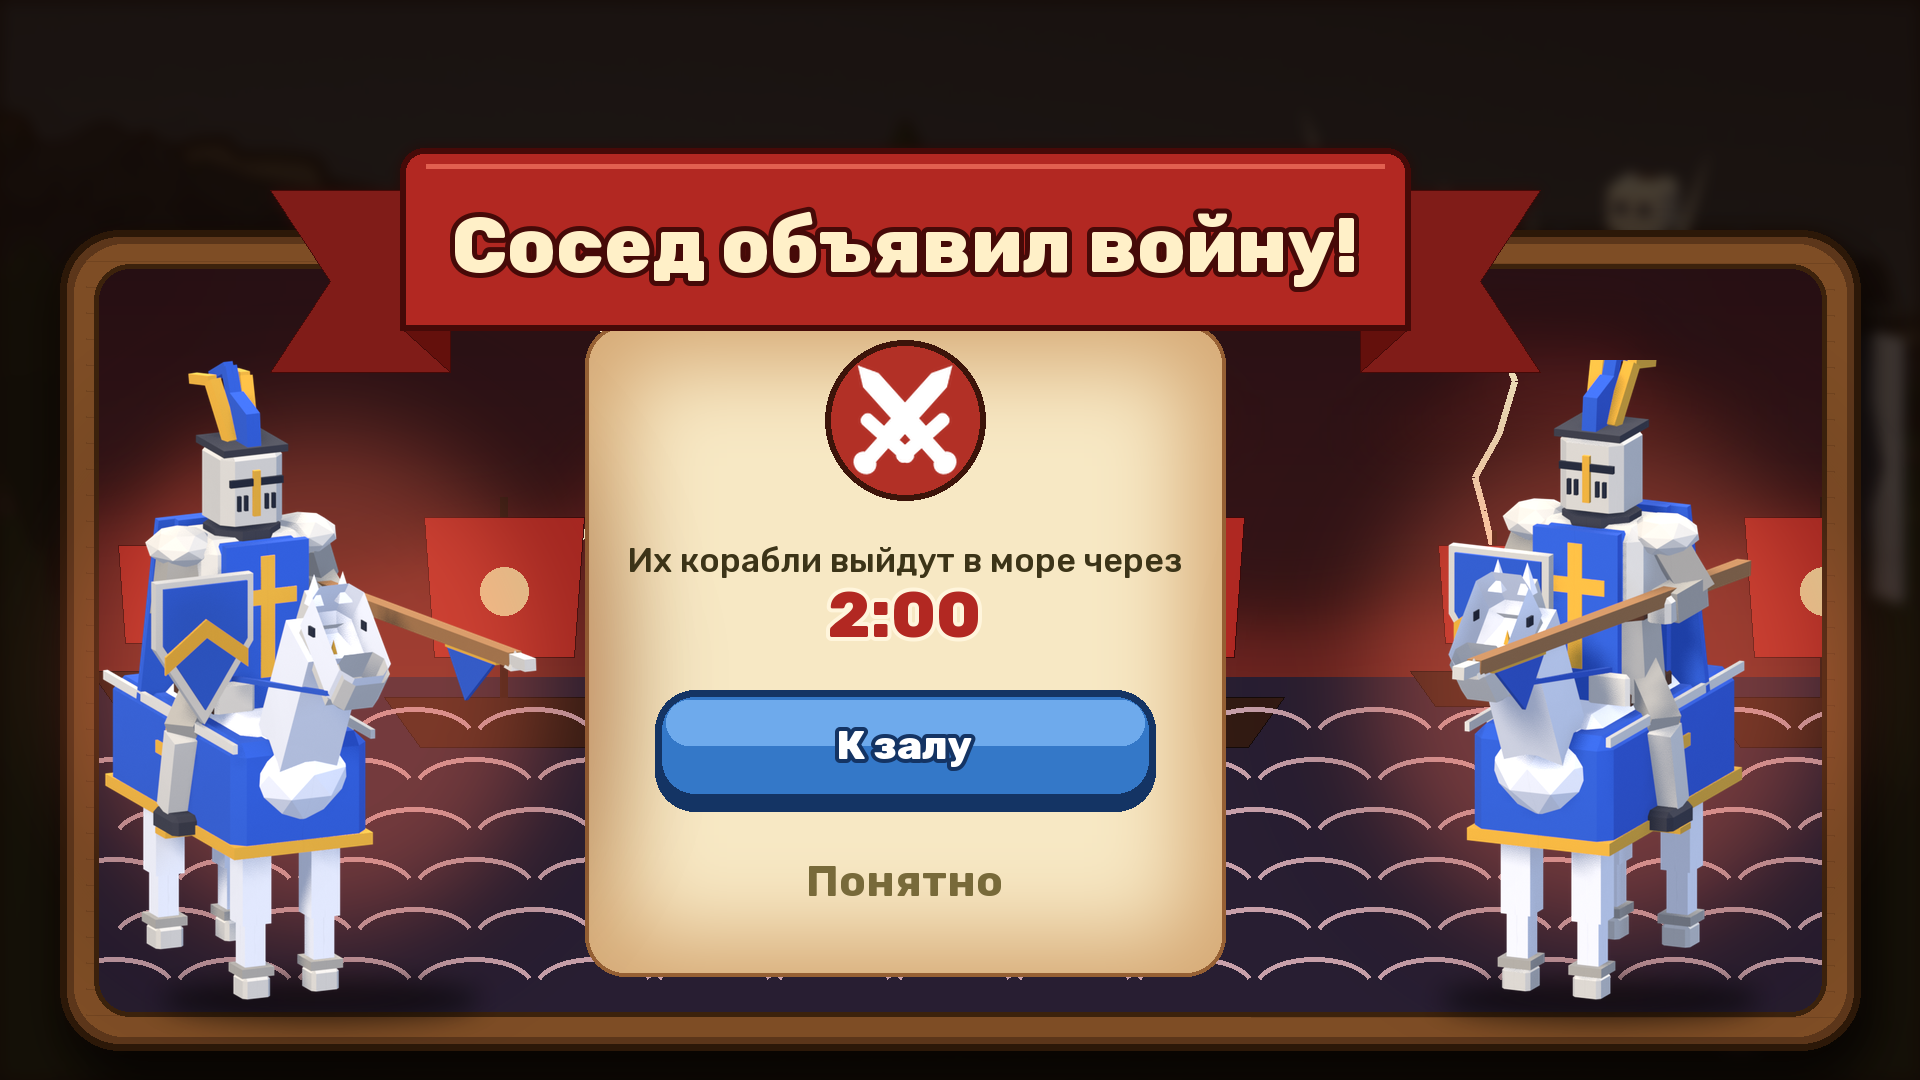 Сосед объявил войну!
Их корабли выйдут в море через
2:00
К залу
Понятно